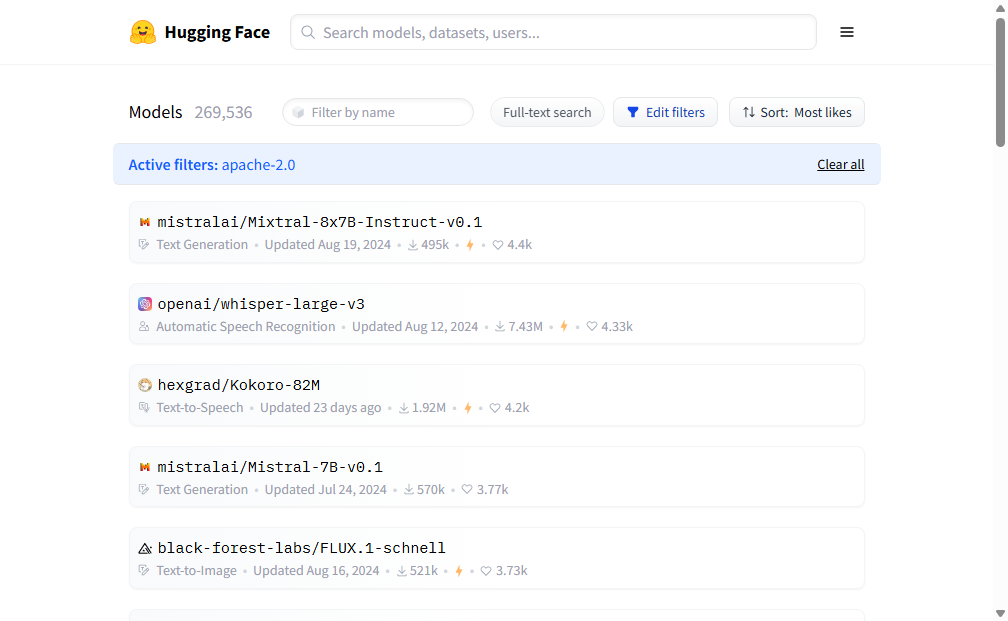 Hugging Face
Search models, datasets, users...
Models 269,536
Filter by name
Full-text search
Edit filters
Sort: Most likes
Active filters: apache-2.0
Clear all
mistralai/Mixtral-8x7B-Instruct-v0.1
Text Generation • Updated Aug 19, 2024 • 495k • • 4.4k
openai/whisper-large-v3
Automatic Speech Recognition • Updated Aug 12, 2024 • 7.43M • • 4.33k
hexgrad/Kokoro-82M
Text-to-Speech • Updated 23 days ago • 1.92M • • 4.2k
mistralai/Mistral-7B-v0.1
Text Generation • Updated Jul 24, 2024 • 570k • 3.77k
black-forest-labs/FLUX.1-schnell
Text-to-Image • Updated Aug 16, 2024 • 521k • • 3.73k